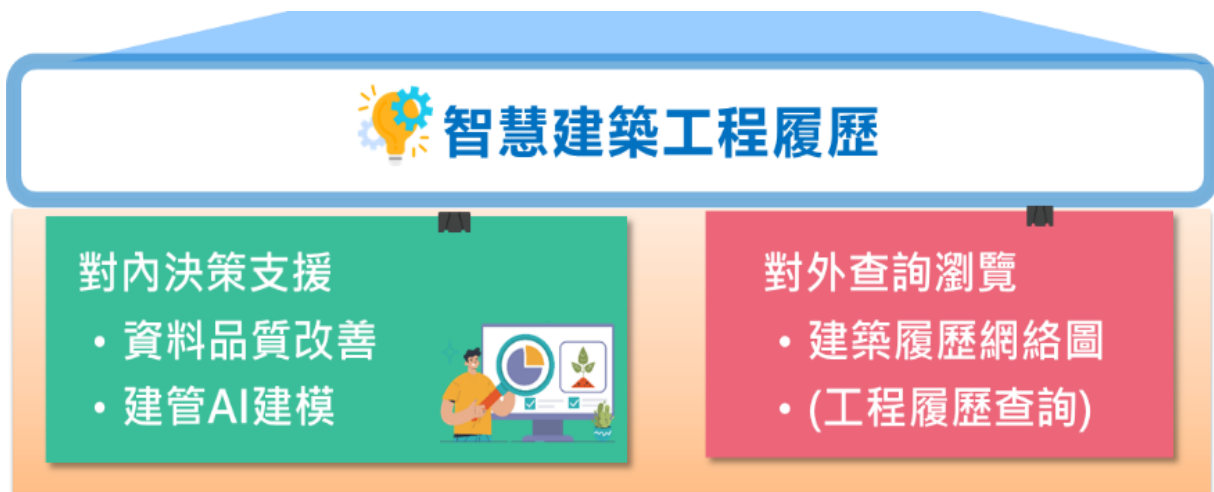 智慧建築工程履歷
對內決策支援
• 資料品質改善
• 建管AI建模
對外查詢瀏覽
• 建築履歷網絡圖
• (工程履歷查詢)